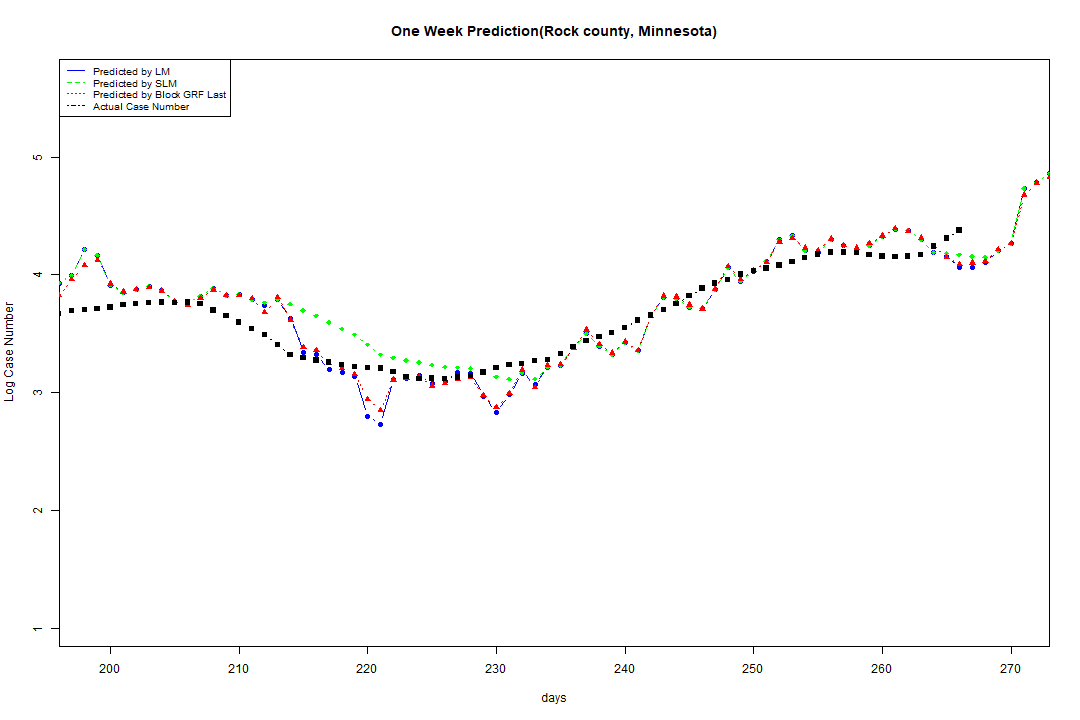 One Week Prediction(Rock county, Minnesota)
Predicted by LM
Predicted by SLM
Predicted by Block GRF Last
Actual Case Number
5
4
3
2
1
Log Case Number
200 210 220 230 240 250 260 270
days